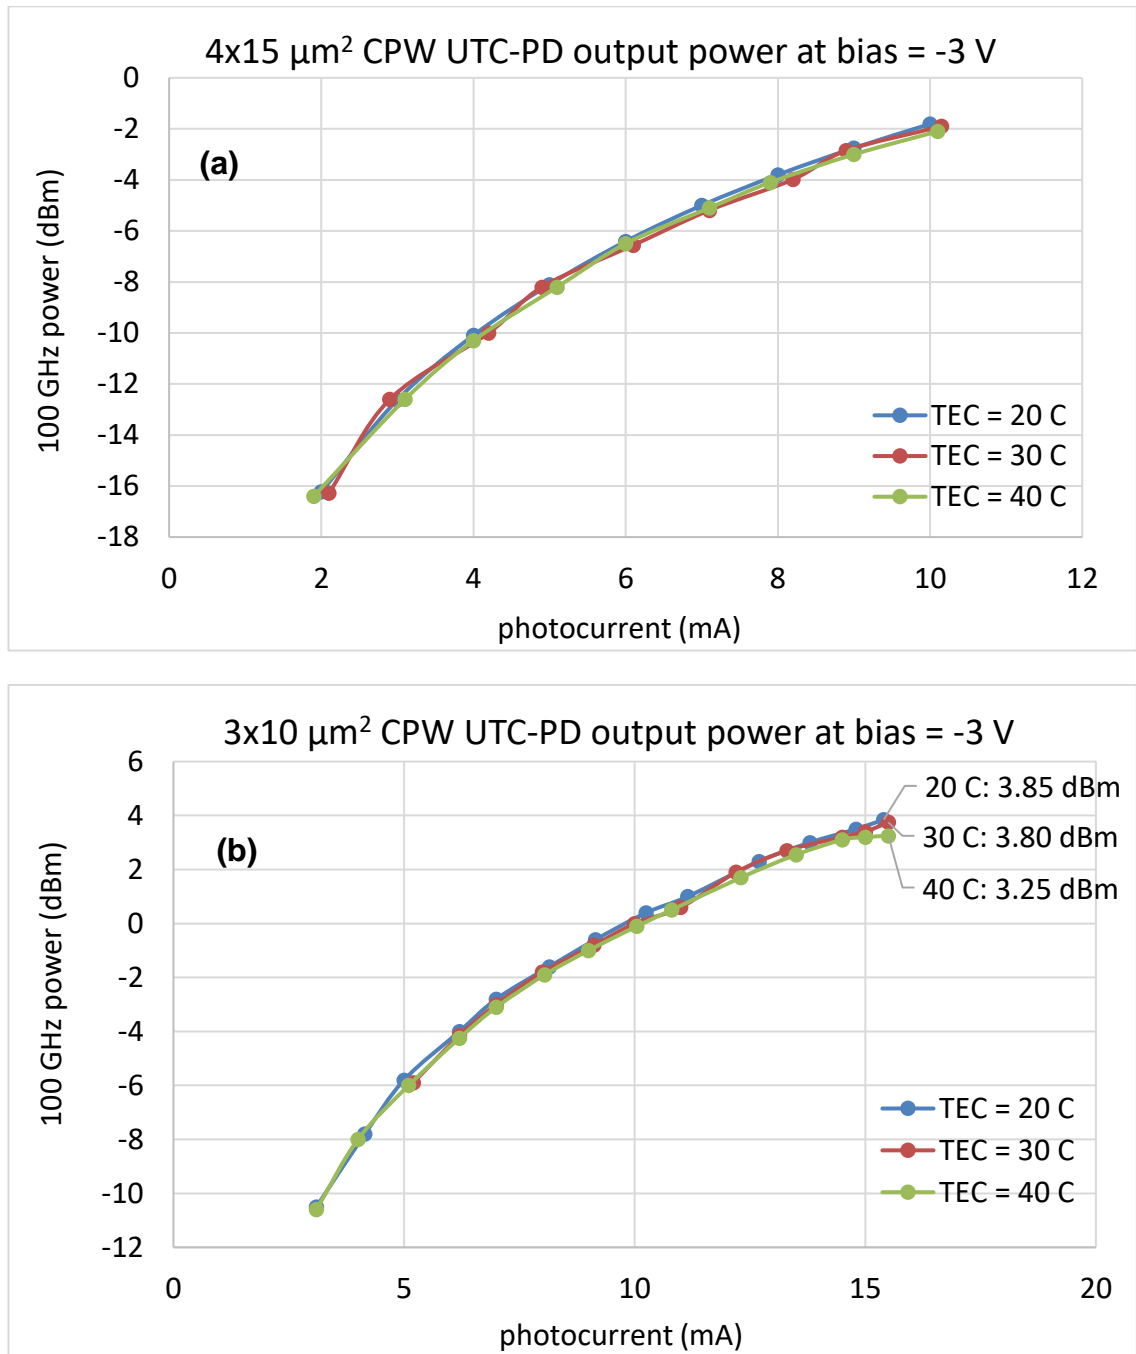 4x15 µm² CPW UTC-PD output power at bias = -3 V
(a)
100 GHz power (dBm)
0
-2
-4
-6
-8
-10
-12
-14
-16
-18
0 2 4 6 8 10 12
photocurrent (mA)
TEC = 20 C
TEC = 30 C
TEC = 40 C
3x10 µm² CPW UTC-PD output power at bias = -3 V
(b)
100 GHz power (dBm)
6
4
2
0
-2
-4
-6
-8
-10
-12
0 5 10 15 20
photocurrent (mA)
20 C: 3.85 dBm
30 C: 3.80 dBm
40 C: 3.25 dBm
TEC = 20 C
TEC = 30 C
TEC = 40 C